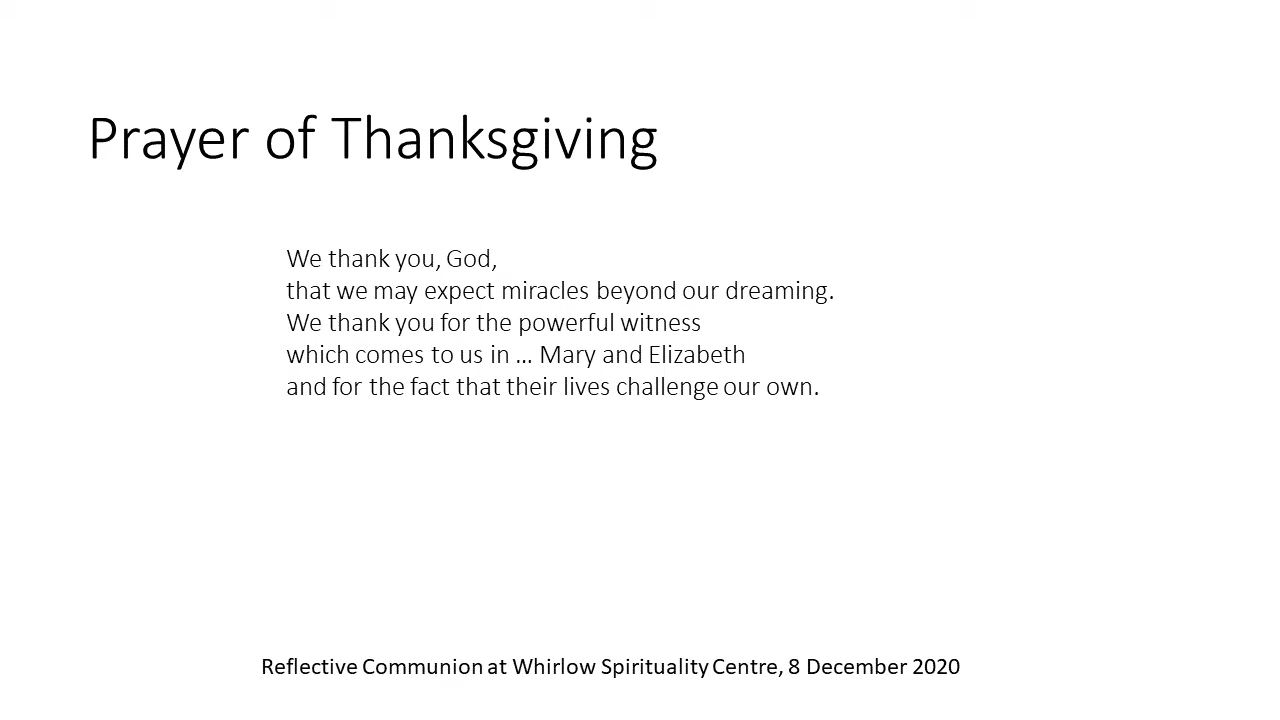 Prayer of Thanksgiving
We thank you, God,
that we may expect miracles beyond our dreaming.
We thank you for the powerful witness
which comes to us in … Mary and Elizabeth
and for the fact that their lives challenge our own.
Reflective Communion at Whirlow Spirituality Centre, 8 December 2020